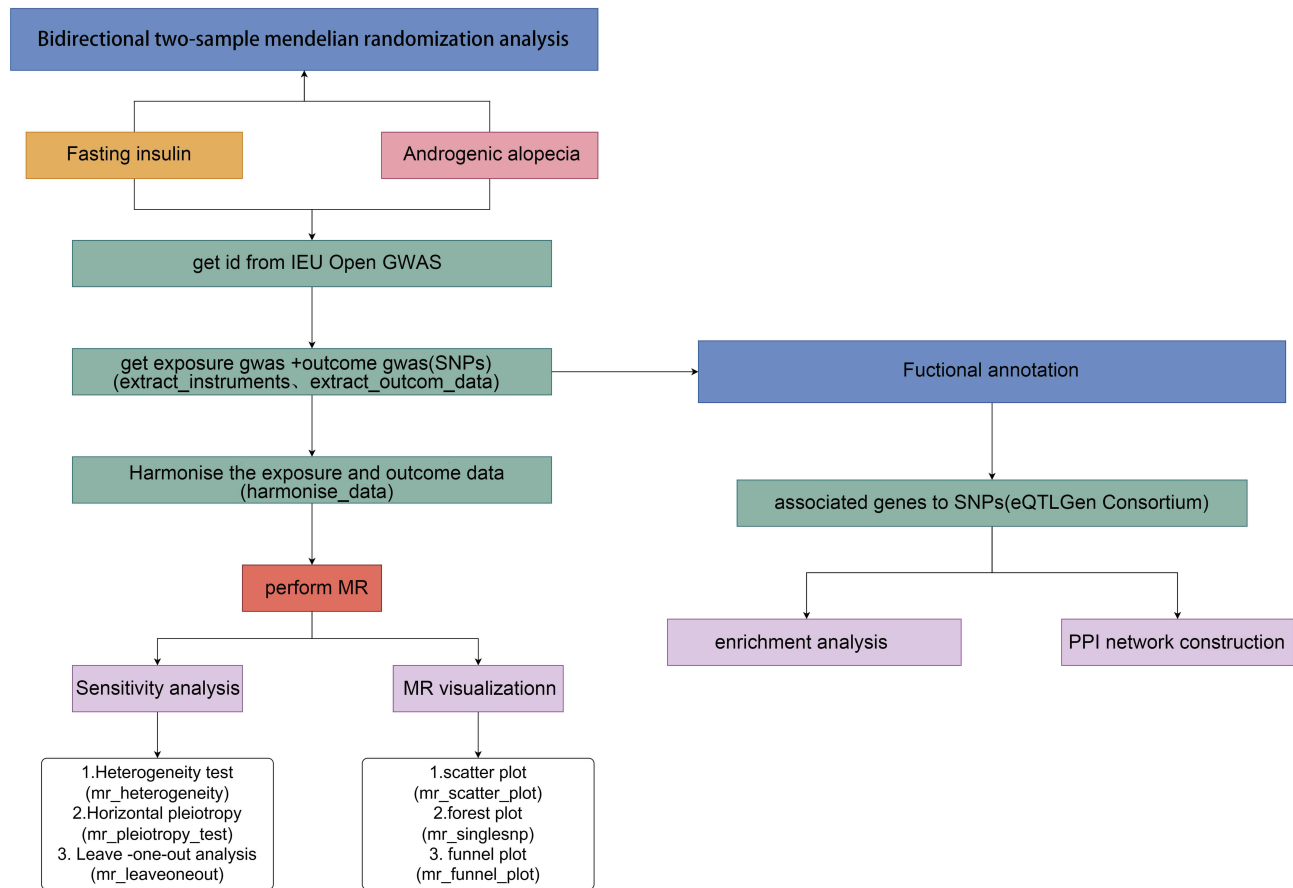 Bidirectional two-sample mendelian randomization analysis
Fasting insulin
Androgenic alopecia
get id from IEU Open GWAS
get exposure gwas +outcome gwas(SNPs)
(extract_instruments、extract_outcom_data)
Fuctional annotation
Harmonise the exposure and outcome data
(harmonise_data)
associated genes to SNPs(eQTLGen Consortium)
perform MR
enrichment analysis
PPI network construction
Sensitivity analysis
MR visualizationn
1.Heterogeneity test
(mr_heterogeneity)
2.Horizontal pleiotropy
(mr_pleiotropy_test)
3. Leave -one-out analysis
(mr_leaveoneout)
1.scatter plot
(mr_scatter_plot)
2.forest plot
(mr_singlesnp)
3. funnel plot
(mr_funnel_plot)